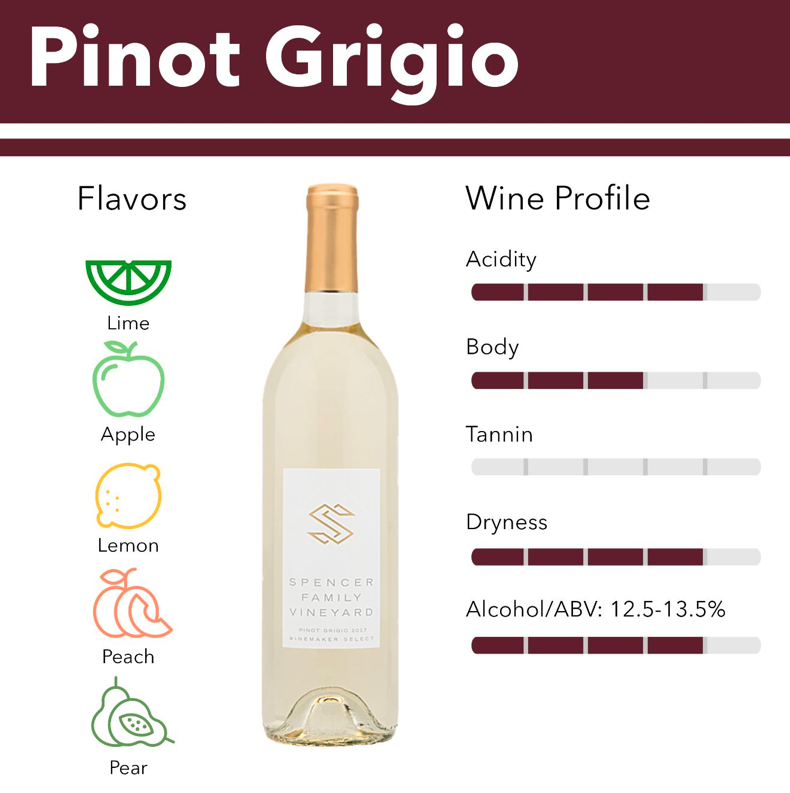 Pinot Grigio
Flavors
Lime
Apple
Lemon
Peach
Pear
SPENCER
FAMILY
VINEYARD
PINOT GRIGIO 2017
WINEMAKER SELECT
Wine Profile
Acidity
Body
Tannin
Dryness
Alcohol/ABV: 12.5-13.5%